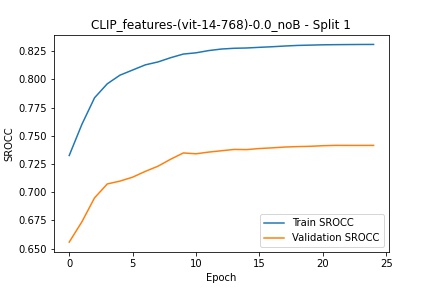 CLIP_features-(vit-14-768)-0.0_noB - Split 1
SROCC
0.825
0.800
0.775
0.750
0.725
0.700
0.675
0.650
0
5
10
15
20
25
Epoch
Train SROCC
Validation SROCC